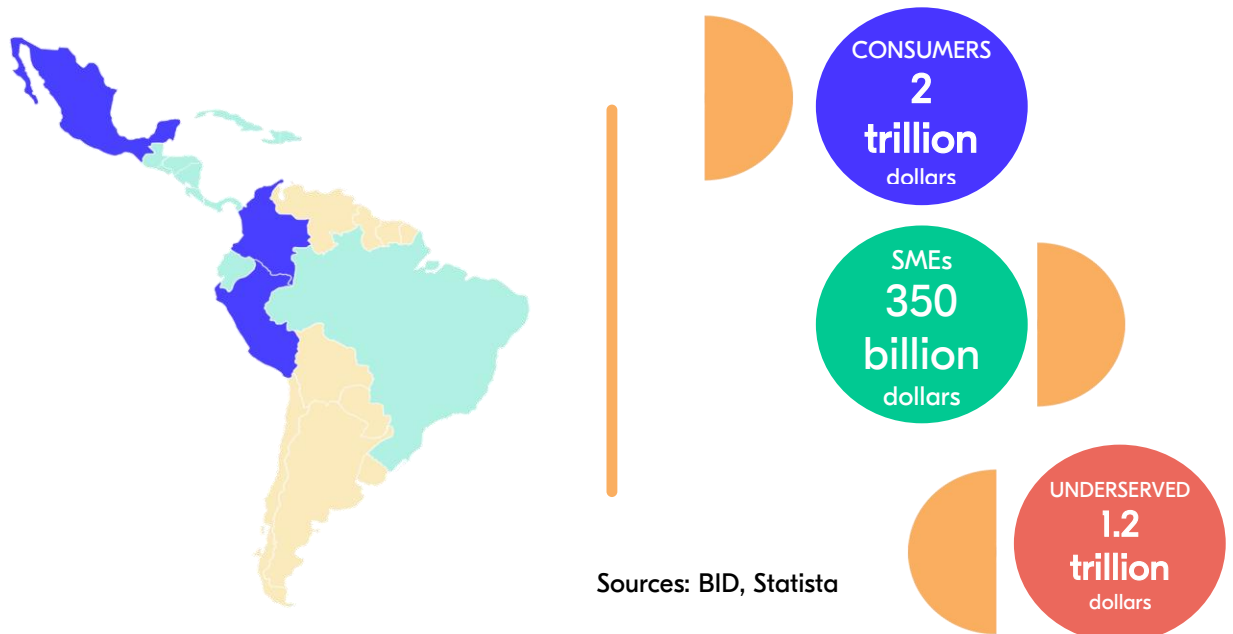 CONSUMERS
2
trillion
dollars
SMEs
350
billion
dollars
UNDERSERVED
1.2
trillion
dollars
Sources: BID, Statista